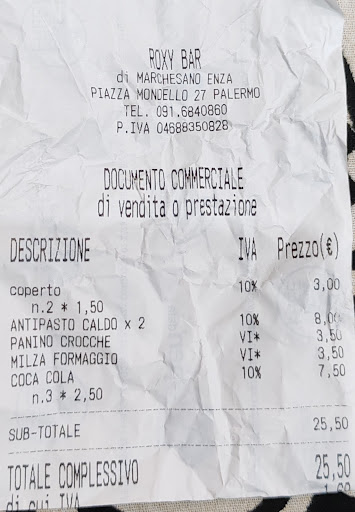 ROXY BAR
di MARCHESANO ENZA
PIAZZA MONDELLO 27 PALERMO
TEL. 091.6840860
P.IVA 04688350828
DOCUMENTO COMMERCIALE
di vendita o prestazione
DESCRIZIONE IVA Prezzo(€)
coperto 10% 3,00
n.2 * 1,50
ANTIPASTO CALDO x 2 10% 8,00
PANINO CROCCHE VI* 3,50
MILZA FORMAGGIO VI* 3,50
COCA COLA 10% 7,50
n.3 * 2,50
SUB-TOTALE 25,50
TOTALE COMPLESSIVO 25,50
di cui IVA